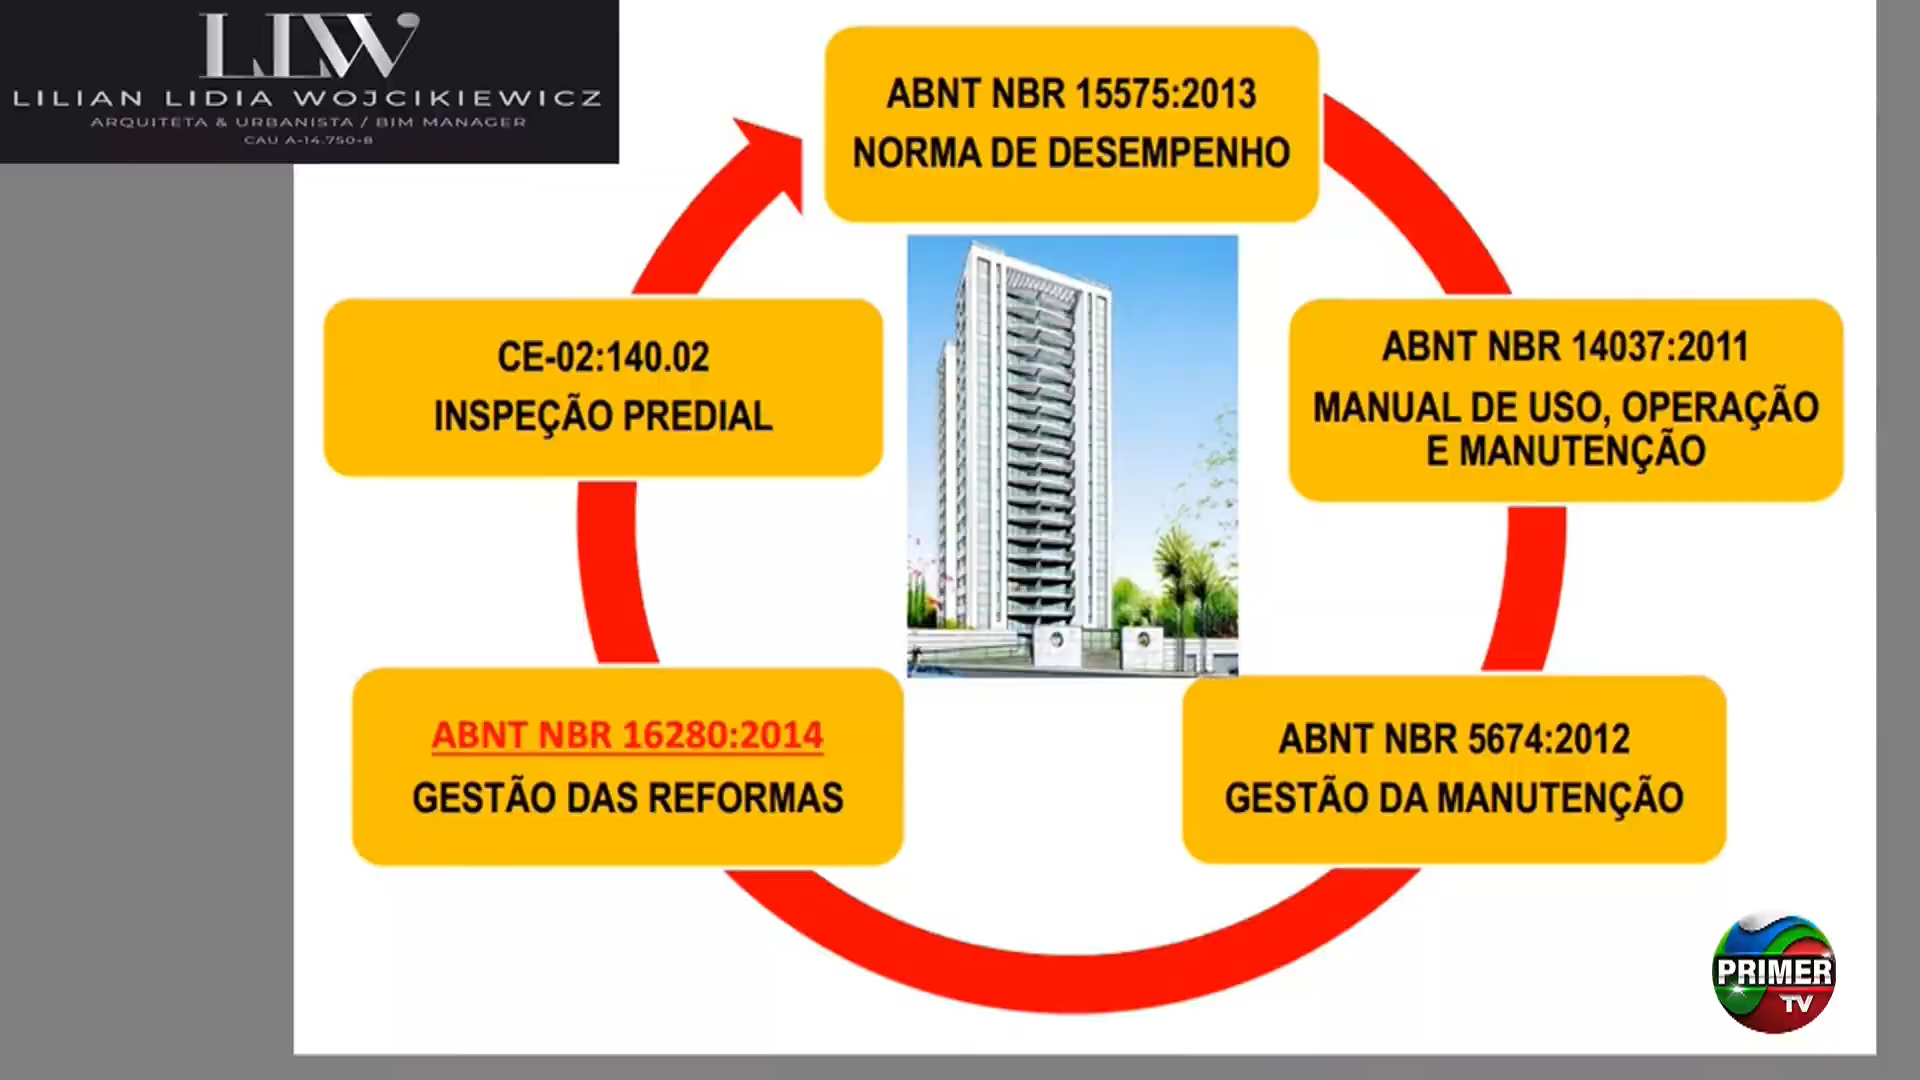 LLW
LILIAN LIDIA WOJCIKIEWICZ
ARQUITETA & URBANISTA / BIM MANAGER
CAU A-14.750-8
ABNT NBR 15575:2013
NORMA DE DESEMPENHO
CE-02:140.02
INSPEÇÃO PREDIAL
ABNT NBR 14037:2011
MANUAL DE USO, OPERAÇÃO
E MANUTENÇÃO
ABNT NBR 16280:2014
GESTÃO DAS REFORMAS
ABNT NBR 5674:2012
GESTÃO DA MANUTENÇÃO
PRIMER
TV